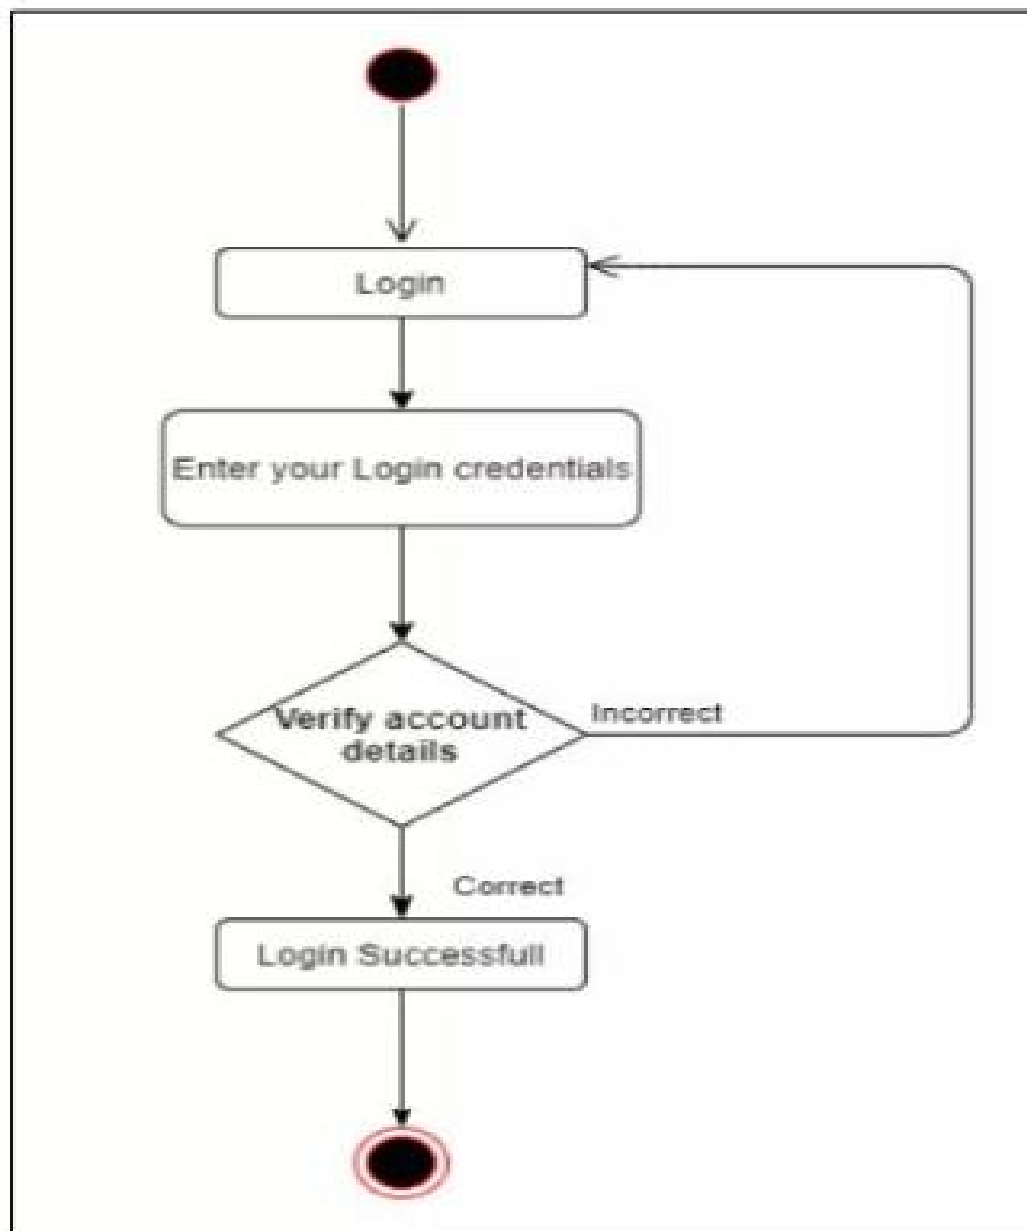 Login
Enter your Login credentials
Verify account
details
Incorrect
Correct
Login Successfull